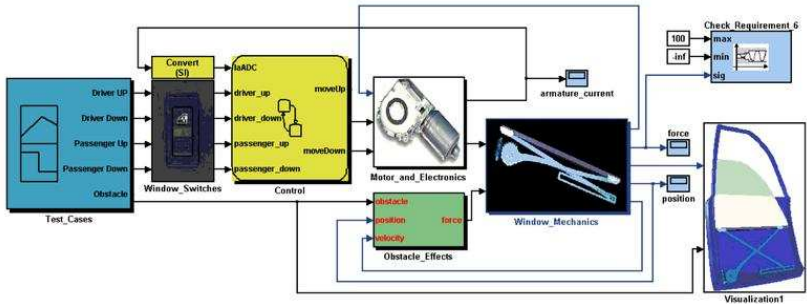 Check_Requirement_6
100
max
-inf
min
sig
Convert
(SI)
IaADC
Driver UP
driver_up
moveUp
armature_current
Driver Down
driver_down
Passenger Up
passenger_up
force
moveDown
Passenger Down
passenger_down
Motor_and_Electronics
Obstacle
Window_Switches
Control
position
Test_Cases
obstacle
position
force
velocity
Window_Mechanics
Obstacle_Effects
Visualization1